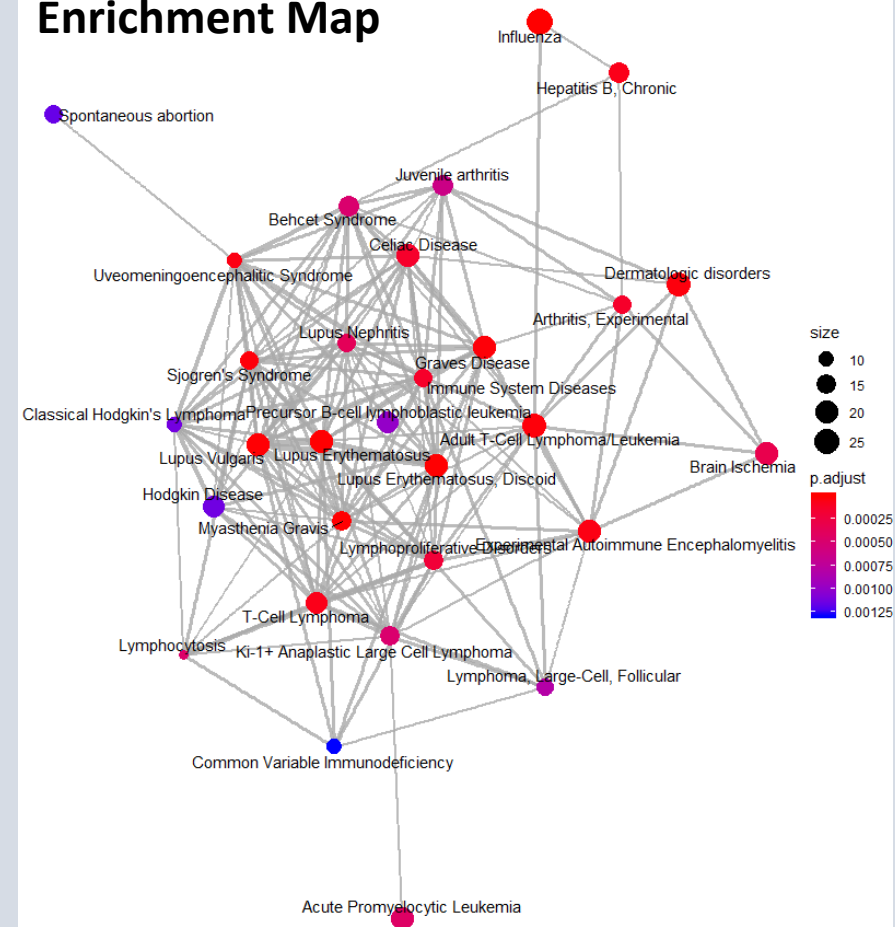 Enrichment Map
Influenza
Hepatitis B, Chronic
Spontaneous abortion
Juvenile arthritis
Behcet Syndrome
Celiac Disease
Uveomeningoencephalitic Syndrome
Dermatologic disorders
Arthritis, Experimental
Lupus Nephritis
Graves Disease
Sjogren's Syndrome
Immune System Diseases
Classical Hodgkin's Lymphoma
Precursor B-cell lymphoblastic leukemia
Adult T-Cell Lymphoma/Leukemia
Lupus Vulgaris
Lupus Erythematosus
Brain Ischemia
Lupus Erythematosus, Discoid
Hodgkin Disease
Myasthenia Gravis
Lymphoproliferative Disorders
Experimental Autoimmune Encephalomyelitis
T-Cell Lymphoma
Lymphocytosis
Ki-1+ Anaplastic Large Cell Lymphoma
Lymphoma, Large-Cell, Follicular
Common Variable Immunodeficiency
Acute Promyelocytic Leukemia
size
10
15
20
25
p.adjust
0.00025
0.00050
0.00075
0.00100
0.00125